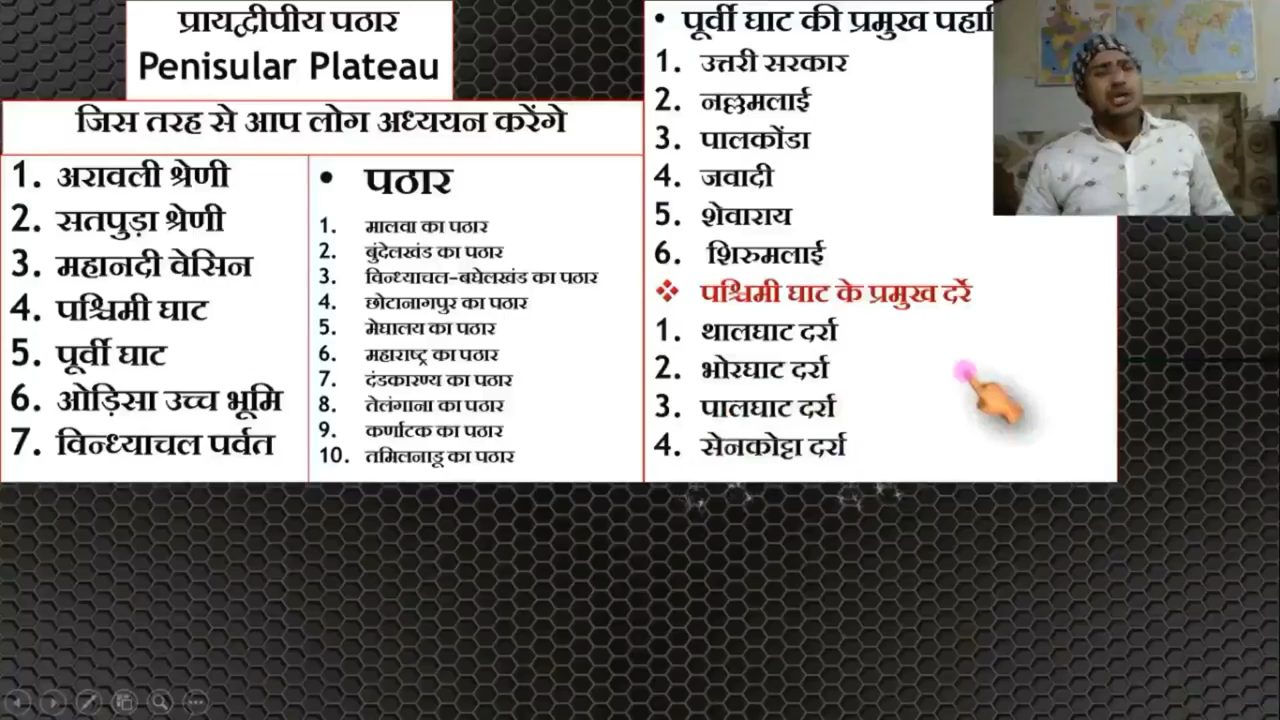 प्रायद्वीपीय पठार
Penisular Plateau
जिस तरह से आप लोग अध्ययन करेंगे
1. अरावली श्रेणी
2. सतपुड़ा श्रेणी
3. महानदी वेसिन
4. पश्चिमी घाट
5. पूर्वी घाट
6. ओड़िसा उच्च भूमि
7. विन्ध्याचल पर्वत
• पठार
1. मालवा का पठार
2. बुंदेलखंड का पठार
3. विन्ध्याचल-बघेलखंड का पठार
4. छोटानागपुर का पठार
5. मेघालय का पठार
6. महाराष्ट्र का पठार
7. दंडकारण्य का पठार
8. तेलंगाना का पठार
9. कर्णाटक का पठार
10. तमिलनाडू का पठार
• पूर्वी घाट की प्रमुख
1. उत्तरी सरकार
2. नल्लमलाई
3. पालकोंडा
4. जवादी
5. शेवाराय
6. शिरुमलाई
❖ पश्चिमी घाट के प्रमुख दर्रे
1. थालघाट दर्रा
2. भोरघाट दर्रा
3. पालघाट दर्रा
4. सेनकोट्टा दर्रा